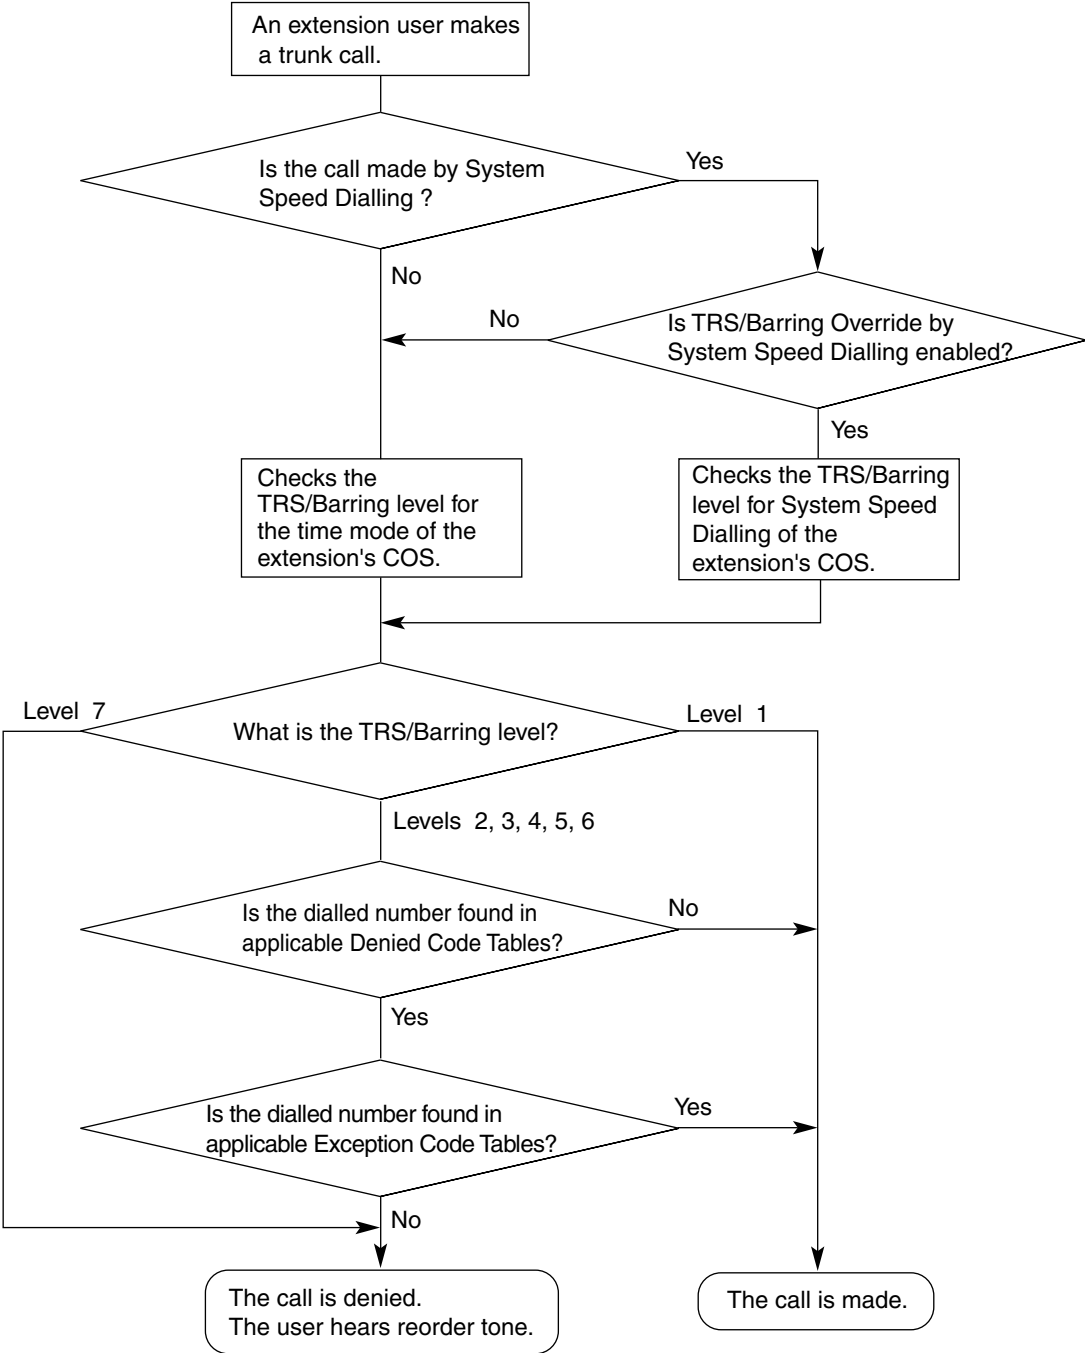 An extension user makes
a trunk call.
Is the call made by System
Speed Dialling ?
Yes
No
Is TRS/Barring Override by
System Speed Dialling enabled?
No
Yes
Checks the
TRS/Barring level for
the time mode of the
extension's COS.
Checks the TRS/Barring
level for System Speed
Dialling of the
extension's COS.
Level 7
What is the TRS/Barring level?
Level 1
Levels 2, 3, 4, 5, 6
Is the dialled number found in
applicable Denied Code Tables?
No
Yes
Is the dialled number found in
applicable Exception Code Tables?
Yes
No
The call is denied.
The user hears reorder tone.
The call is made.